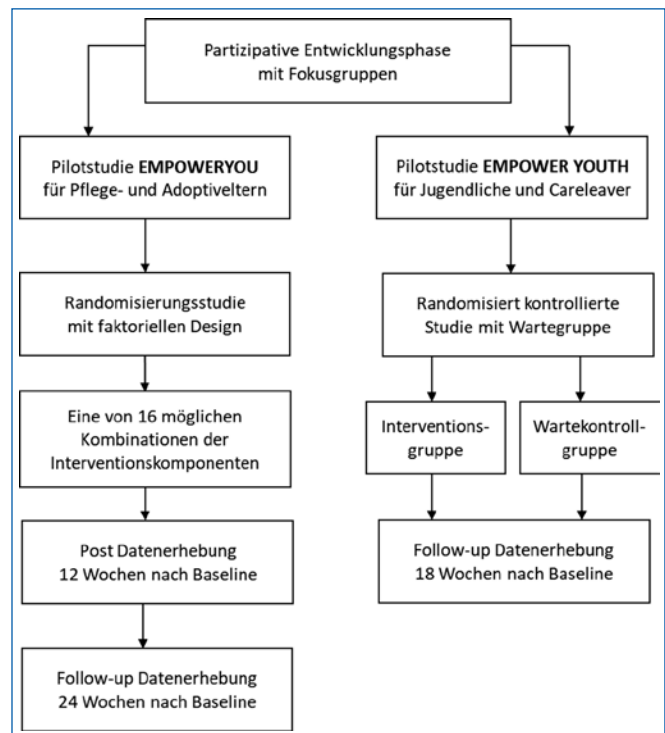 Partizipative Entwicklungsphase
mit Fokusgruppen
Pilotstudie EMPOWERYOU
für Pflege- und Adoptiveltern
Randomisierungsstudie
mit faktoriellen Design
Eine von 16 möglichen
Kombinationen der
Interventionskomponenten
Post Datenerhebung
12 Wochen nach Baseline
Follow-up Datenerhebung
24 Wochen nach Baseline
Pilotstudie EMPOWER YOUTH
für Jugendliche und Careleaver
Randomisiert kontrollierte
Studie mit Wartegruppe
Interventions-
gruppe
Wartekontroll-
gruppe
Follow-up Datenerhebung
18 Wochen nach Baseline